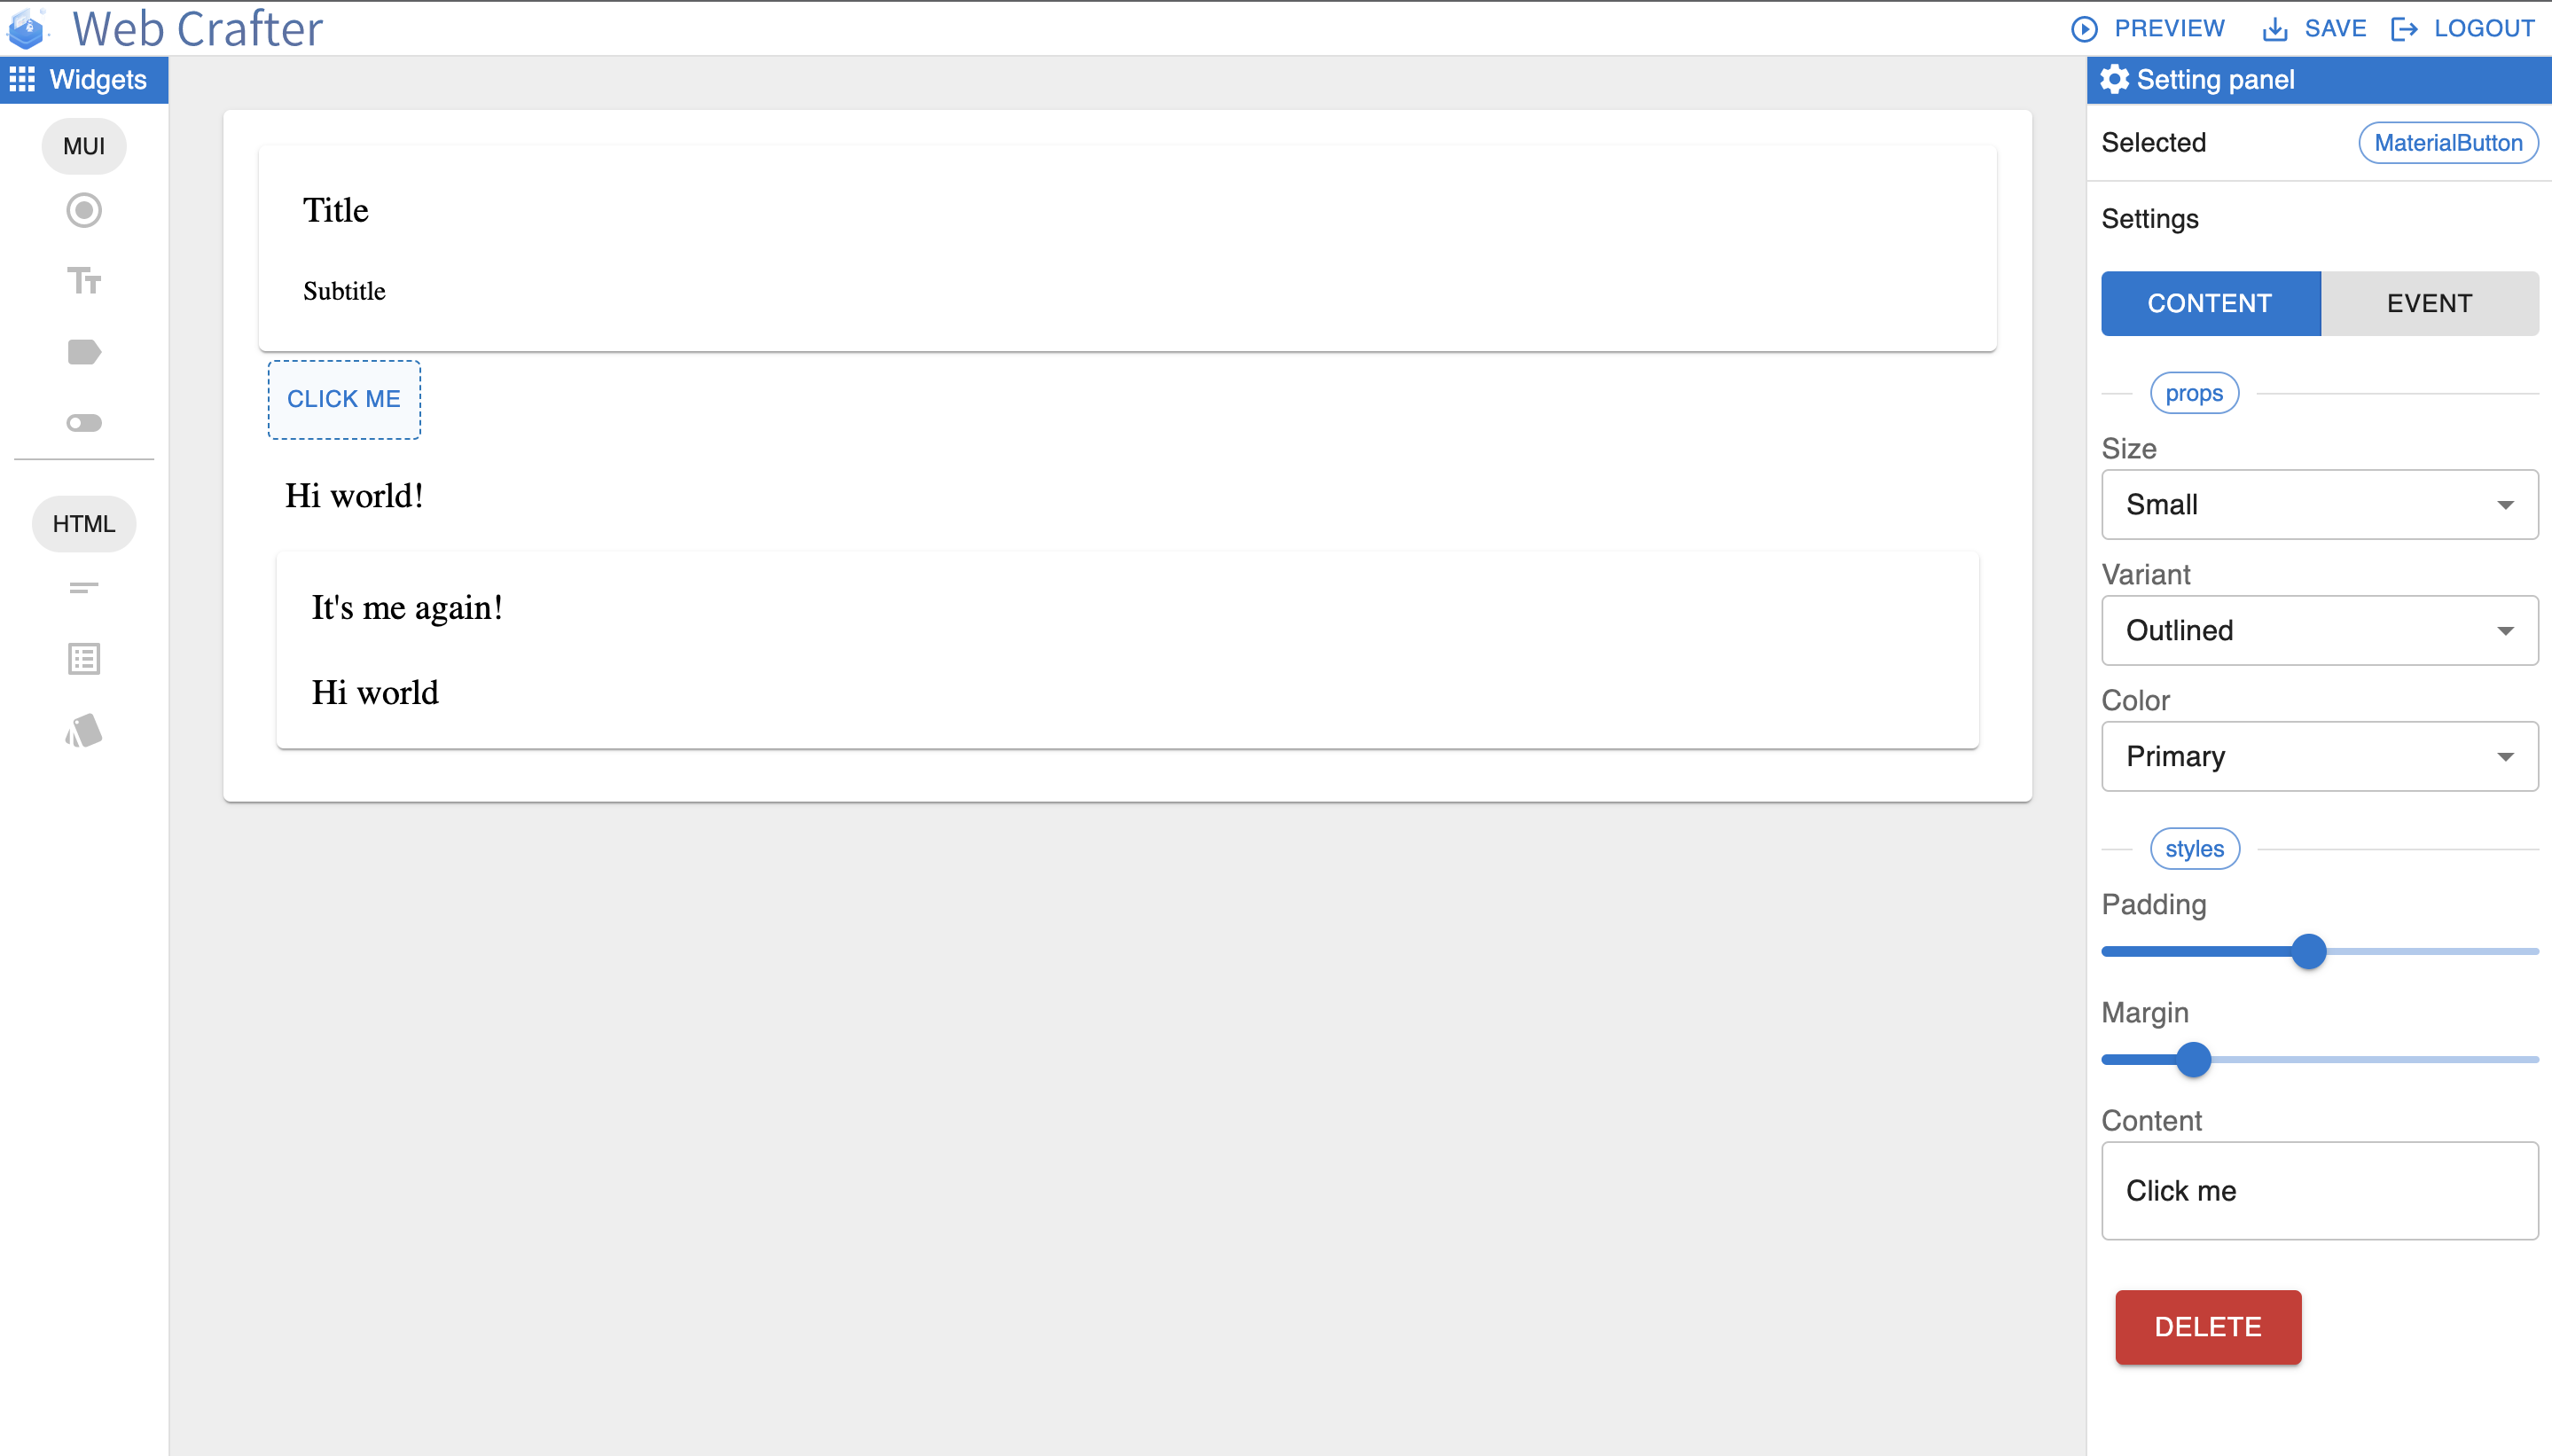 Web Crafter
PREVIEW SAVE LOGOUT
Widgets
MUI
Tт
HTML
Title
Subtitle
CLICK ME
Hi world!
It's me again!
Hi world
Setting panel
Selected MaterialButton
Settings
CONTENT EVENT
props
Size
Small
Variant
Outlined
Color
Primary
styles
Padding
Margin
Content
Click me
DELETE